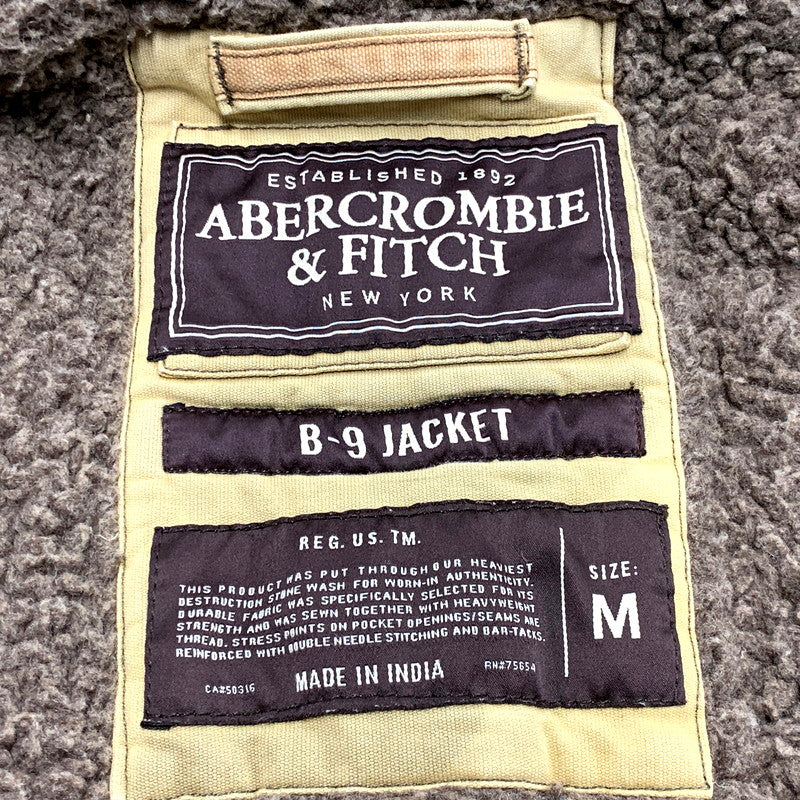 ESTABLISHED 1892
ABERCROMBIE
& FITCH
NEW YORK
B-9 JACKET
REG. US. TM.
THIS PRODUCT WAS PUT THROUGH OUR HEAVIEST
DESTRUCTION STONE WASH FOR WORN-IN AUTHENTICITY.
DURABLE FABRIC WAS SPECIFICALLY SELECTED FOR ITS
STRENGTH AND WAS SEWN TOGETHER WITH HEAVYWEIGHT
THREAD. STRESS POINTS ON POCKET OPENINGS/SEAMS ARE
REINFORCED WITH DOUBLE NEEDLE STITCHING AND BAR-TACKS.
CA#50316
MADE IN INDIA
RN#75654
SIZE:
M